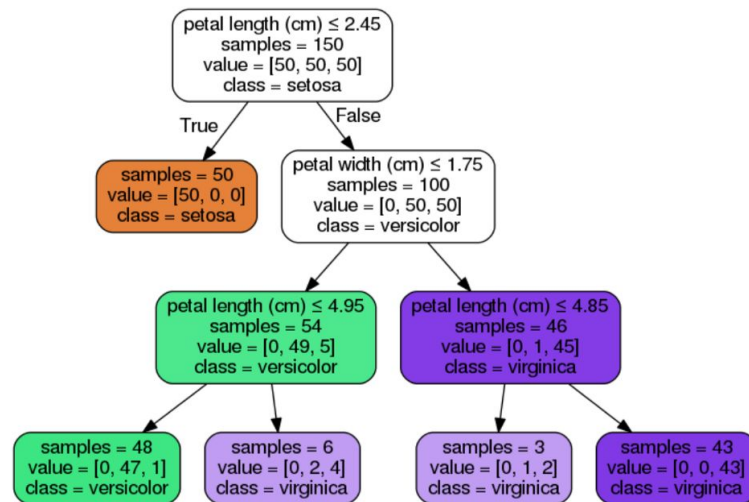 petal length (cm) ≤ 2.45
samples = 150
value = [50, 50, 50]
class = setosa
True
False
samples = 50
value = [50, 0, 0]
class = setosa
petal width (cm) ≤ 1.75
samples = 100
value = [0, 50, 50]
class = versicolor
petal length (cm) ≤ 4.95
samples = 54
value = [0, 49, 5]
class = versicolor
petal length (cm) ≤ 4.85
samples = 46
value = [0, 1, 45]
class = virginica
samples = 48
value = [0, 47, 1]
class = versicolor
samples = 6
value = [0, 2, 4]
class = virginica
samples = 3
value = [0, 1, 2]
class = virginica
samples = 43
value = [0, 0, 43]
class = virginica